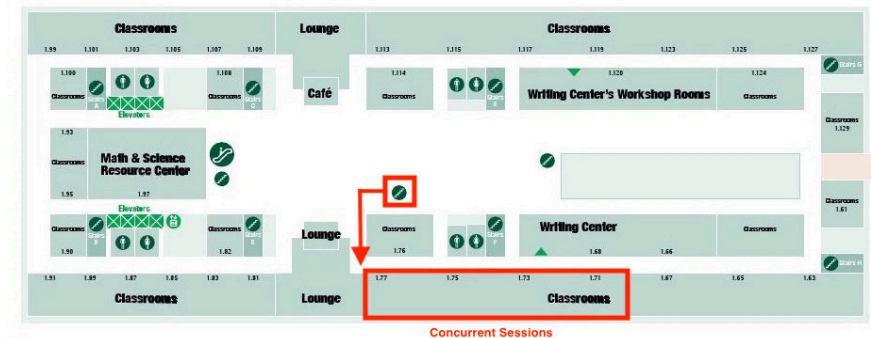 Classrooms Lounge Classrooms
1.99 1.101 1.103 1.105 1.107 1.109 1.113 1.115 1.117 1.119 1.123 1.125 1.127
Stairs G
1.100 1.108 1.114 1.120 1.124
Classrooms Stairs A Classrooms Stairs C Café Classrooms Stairs E Writing Center's Workshop Rooms Classrooms
Elevators
Classrooms
1.129
1.93
Classrooms
Math & Science
Resource Center
1.95 1.97
Classrooms
1.61
Elevators
Classrooms Classrooms Lounge Classrooms Stairs F Writing Center Classrooms
1.90 1.82 1.76 1.68 1.66
Stairs H
1.91 1.89 1.87 1.85 1.83 1.81 1.77 1.75 1.73 1.71 1.67 1.65 1.63
Classrooms Lounge Classrooms
Concurrent Sessions